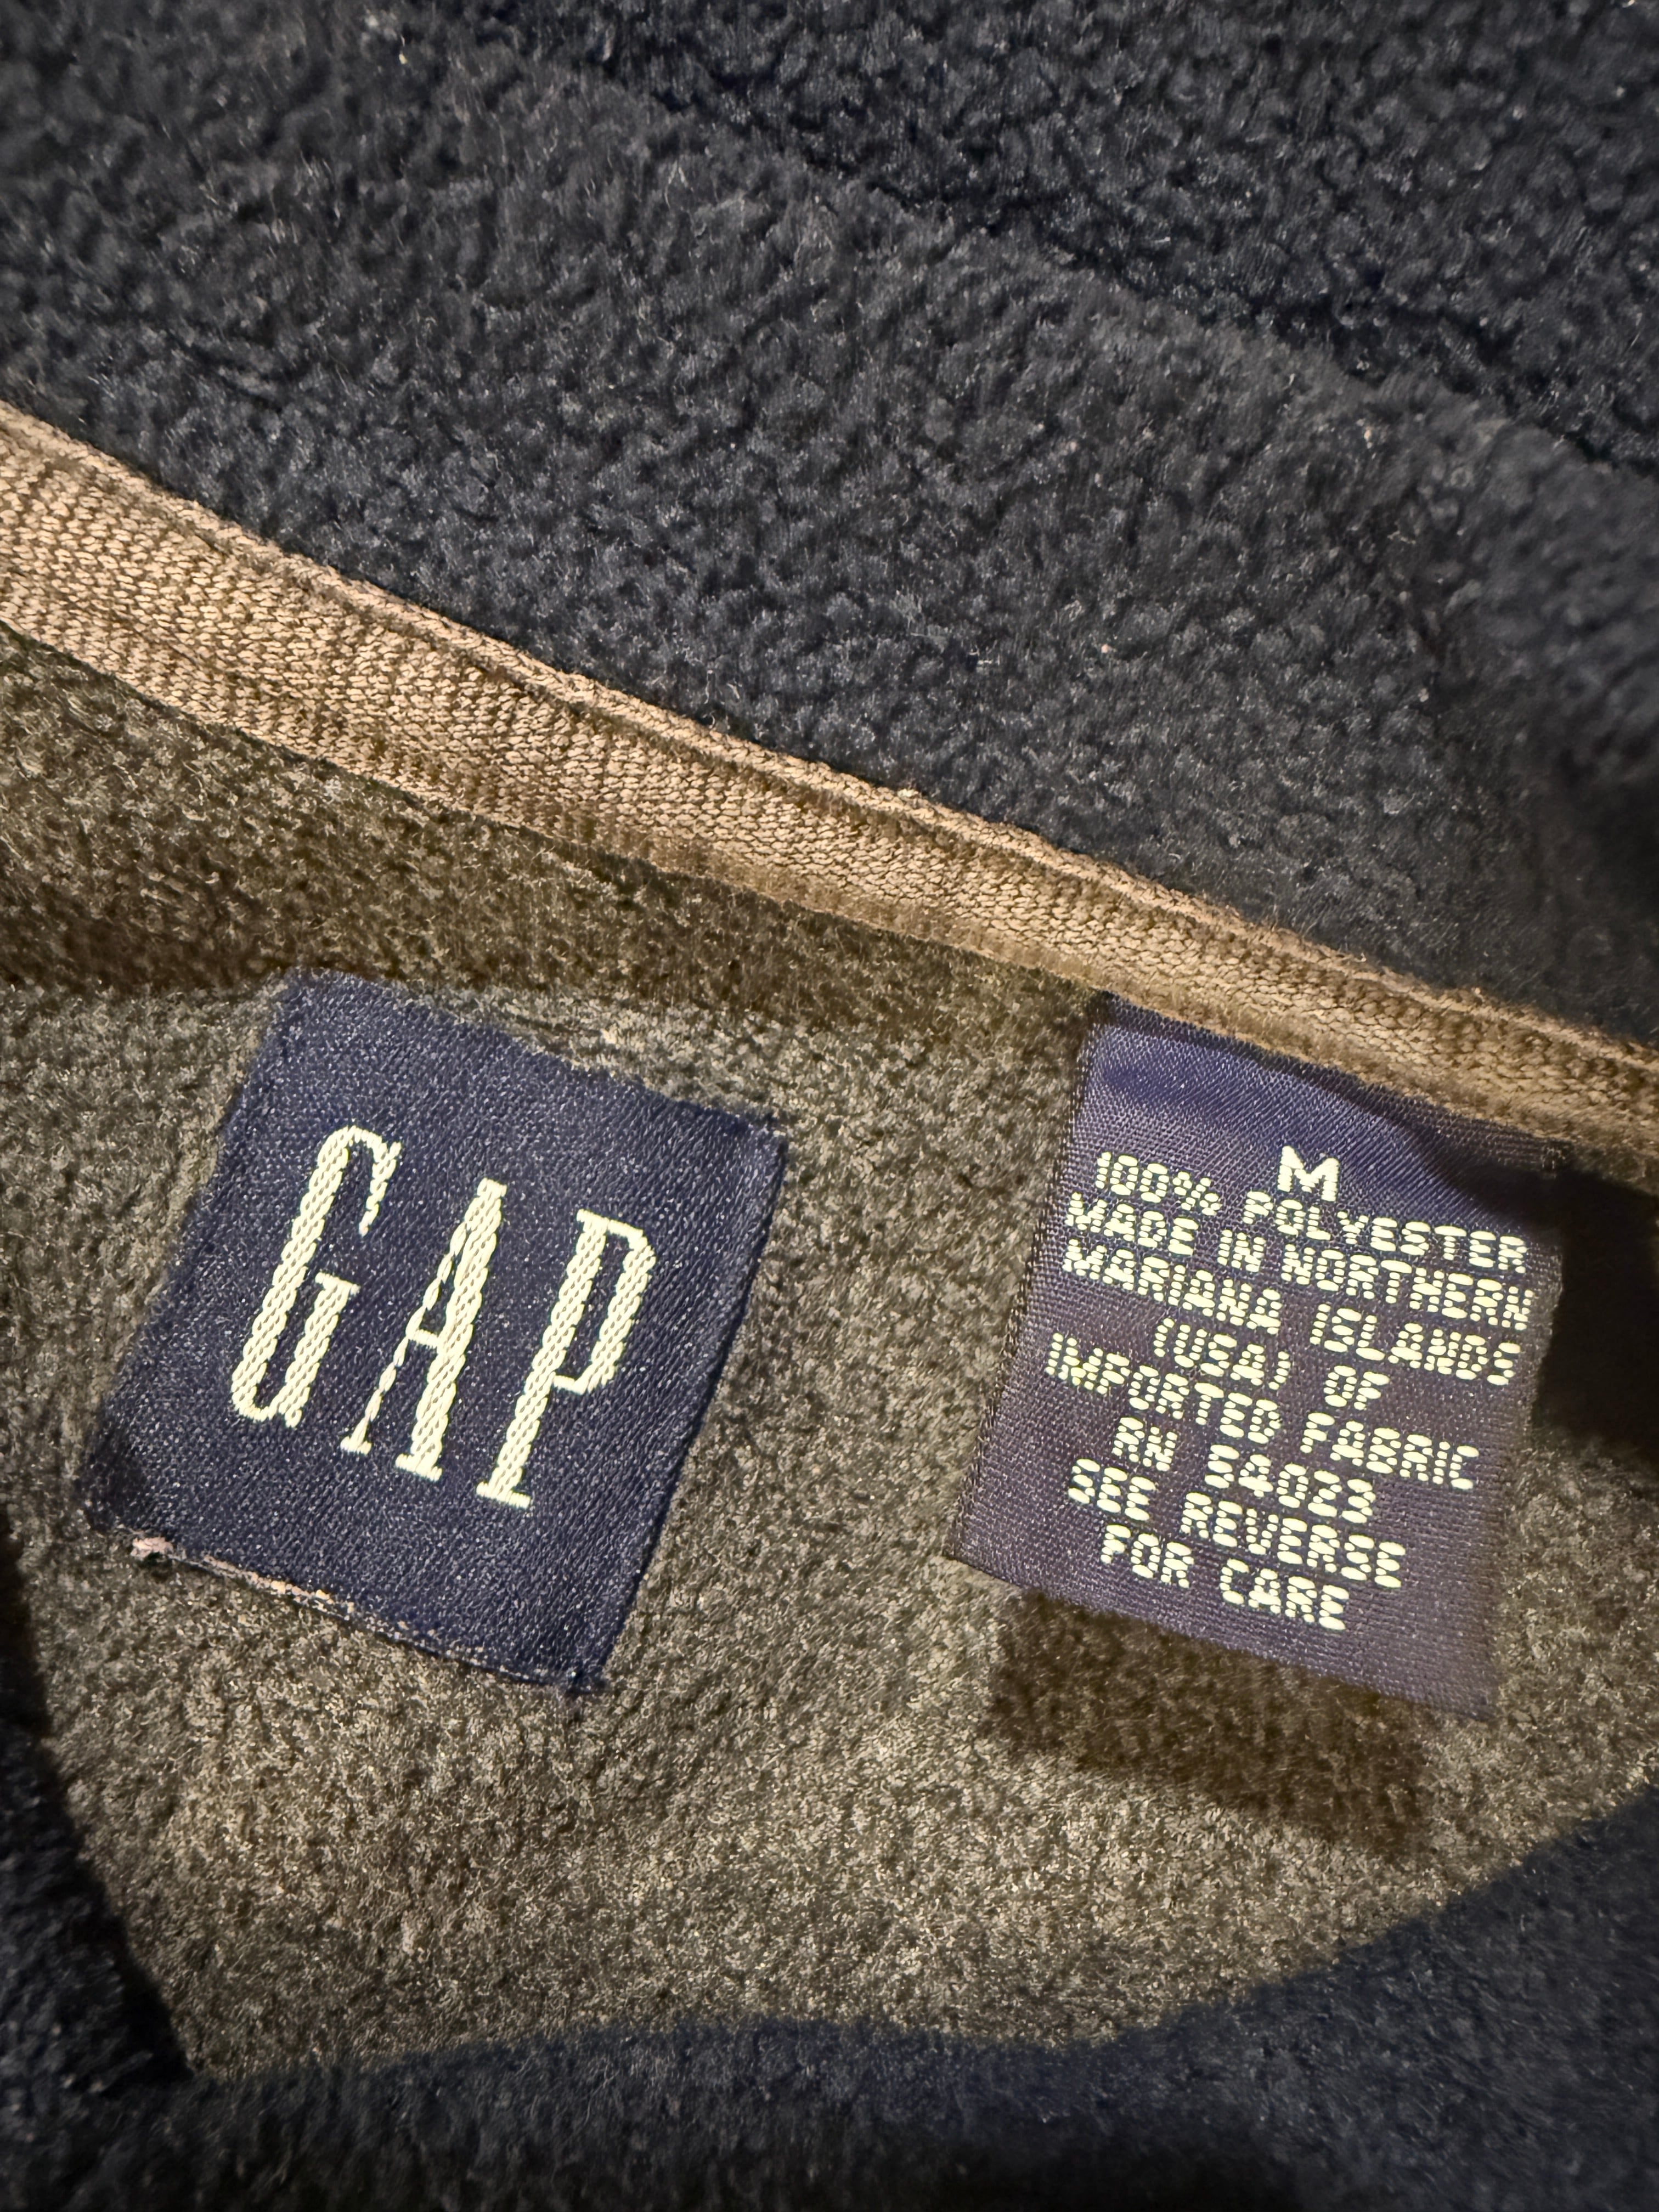 GAP
M
100% POLYESTER
MADE IN NORTHERN
MARIANA ISLANDS
(USA) OF
IMPORTED FABRIC
RN 54023
SEE REVERSE
FOR CARE